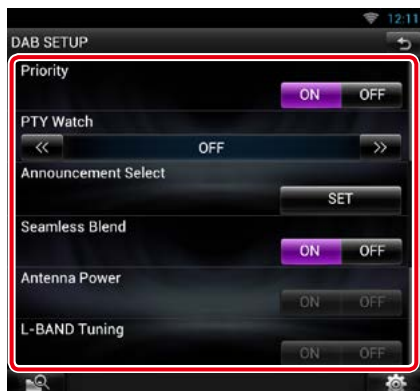 12:11
DAB SETUP
Priority
ON OFF
PTY Watch
OFF
Announcement Select
SET
Seamless Blend
ON OFF
Antenna Power
ON OFF
L-BAND Tuning
ON OFF